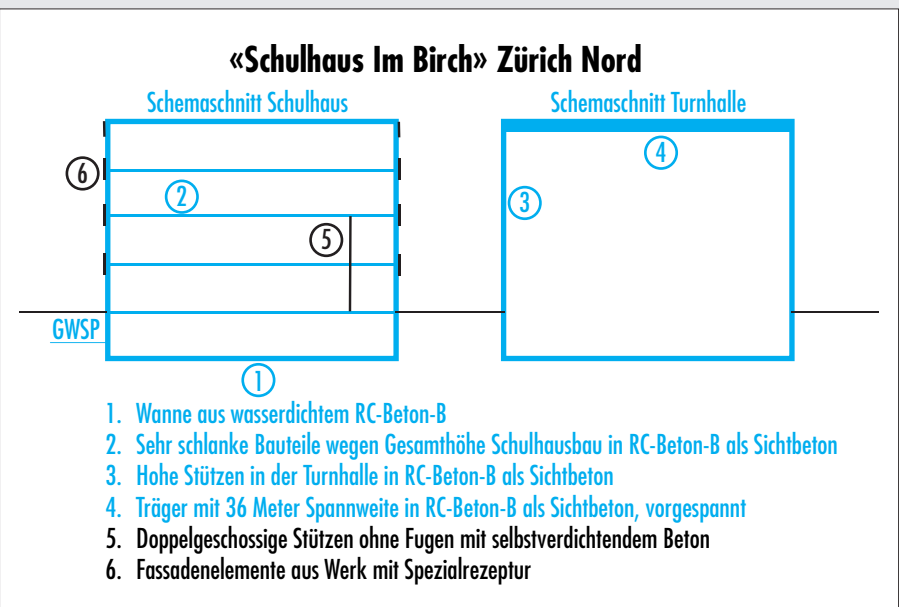 «Schulhaus Im Birch» Zürich Nord
Schemaschnitt Schulhaus
Schemaschnitt Turnhalle
6
2
5
4
3
GWSP
1
1. Wanne aus wasserdichtem RC-Beton-B
2. Sehr schlanke Bauteile wegen Gesamthöhe Schulhausbau in RC-Beton-B als Sichtbeton
3. Hohe Stützen in der Turnhalle in RC-Beton-B als Sichtbeton
4. Träger mit 36 Meter Spannweite in RC-Beton-B als Sichtbeton, vorgespannt
5. Doppelgeschossige Stützen ohne Fugen mit selbstverdichtendem Beton
6. Fassadenelemente aus Werk mit Spezialrezeptur